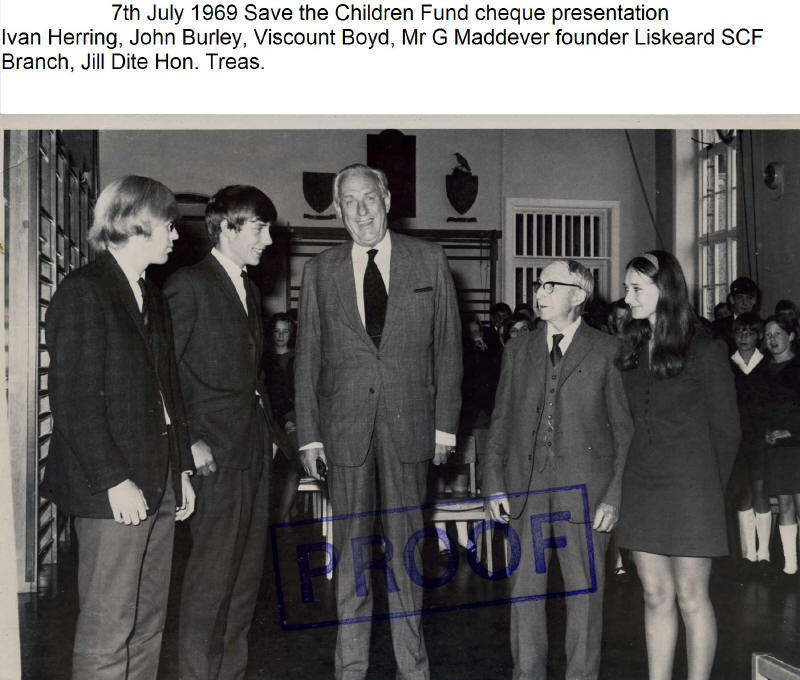 7th July 1969 Save the Children Fund cheque presentation
Ivan Herring, John Burley, Viscount Boyd, Mr G Maddever founder Liskeard SCF
Branch, Jill Dite Hon. Treas.
PROOF